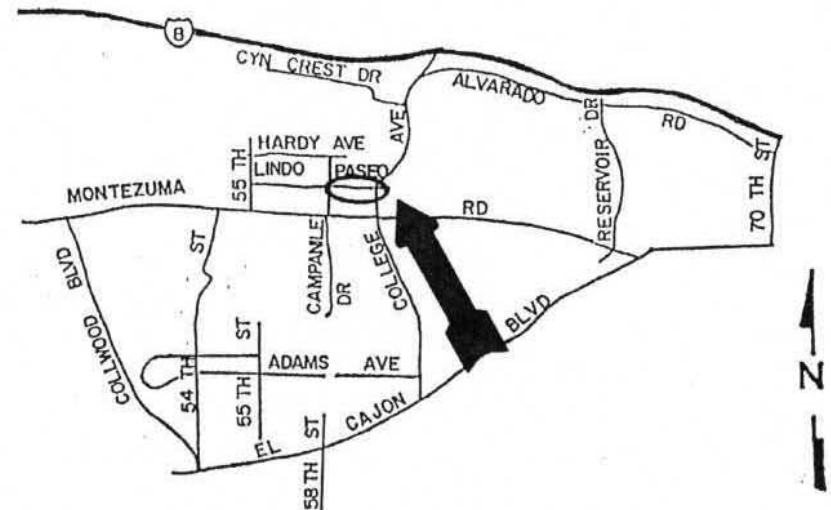 8
CYN CREST DR
ALVARADO
RD
AVE
RESERVOIR DR
70 TH ST
HARDY AVE
LINDO PASEO
55 TH
MONTEZUMA RD
COLLWOOD BLVD
54 TH ST
CAMPANILE DR
COLLEGE
55 TH ST
ADAMS AVE
EL CAJON BLVD
58 TH ST
N